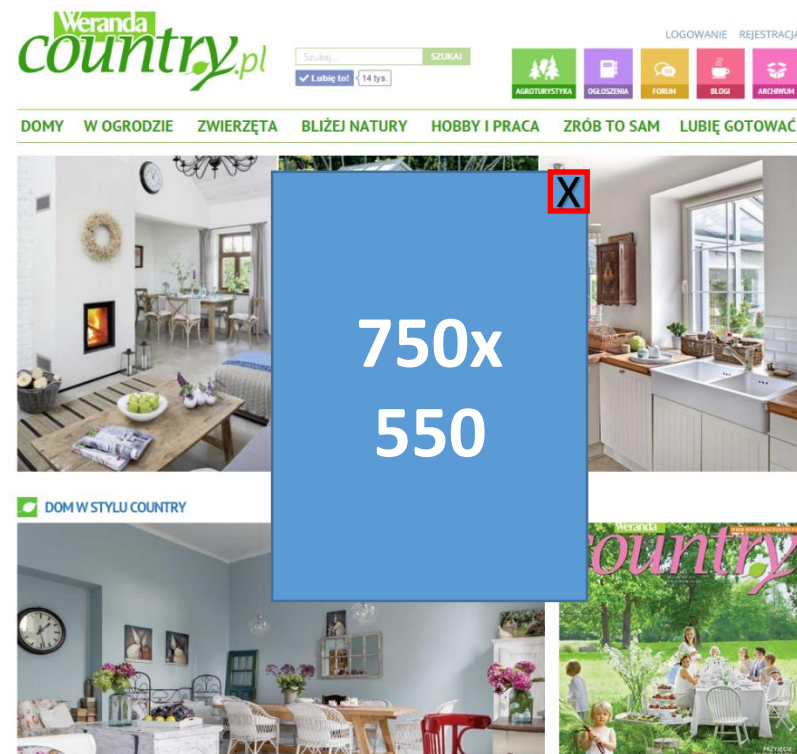 Weranda
country.pl
LOGOWANIE REJESTRACJA
Szukaj... SZUKAJ
Lubię to! 14 tys.
AGROTURYSTYKA OGŁOSZENIA FORUM BLOGI ARCHIWUM
DOMY W OGRODZIE ZWIERZĘTA BLIŻEJ NATURY HOBBY I PRACA ZRÓB TO SAM LUBIĘ GOTOWAĆ
X
750x
550
DOM W STYLU COUNTRY
Weranda
country
PRZYJĘCIE